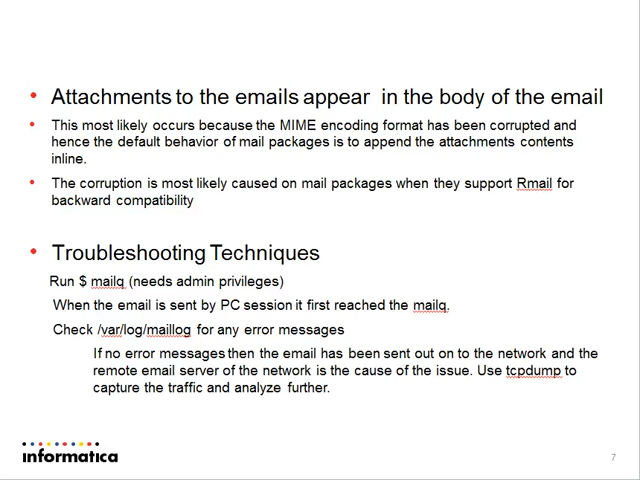 • Attachments to the emails appear in the body of the email
• This most likely occurs because the MIME encoding format has been corrupted and
hence the default behavior of mail packages is to append the attachments contents
inline.
• The corruption is most likely caused on mail packages when they support Rmail for
backward compatibility
• Troubleshooting Techniques
Run $ mailq (needs admin privileges)
When the email is sent by PC session it first reached the mailq.
Check /var/log/maillog for any error messages
If no error messages then the email has been sent out on to the network and the
remote email server of the network is the cause of the issue. Use tcpdump to
capture the traffic and analyze further.
informatica
7